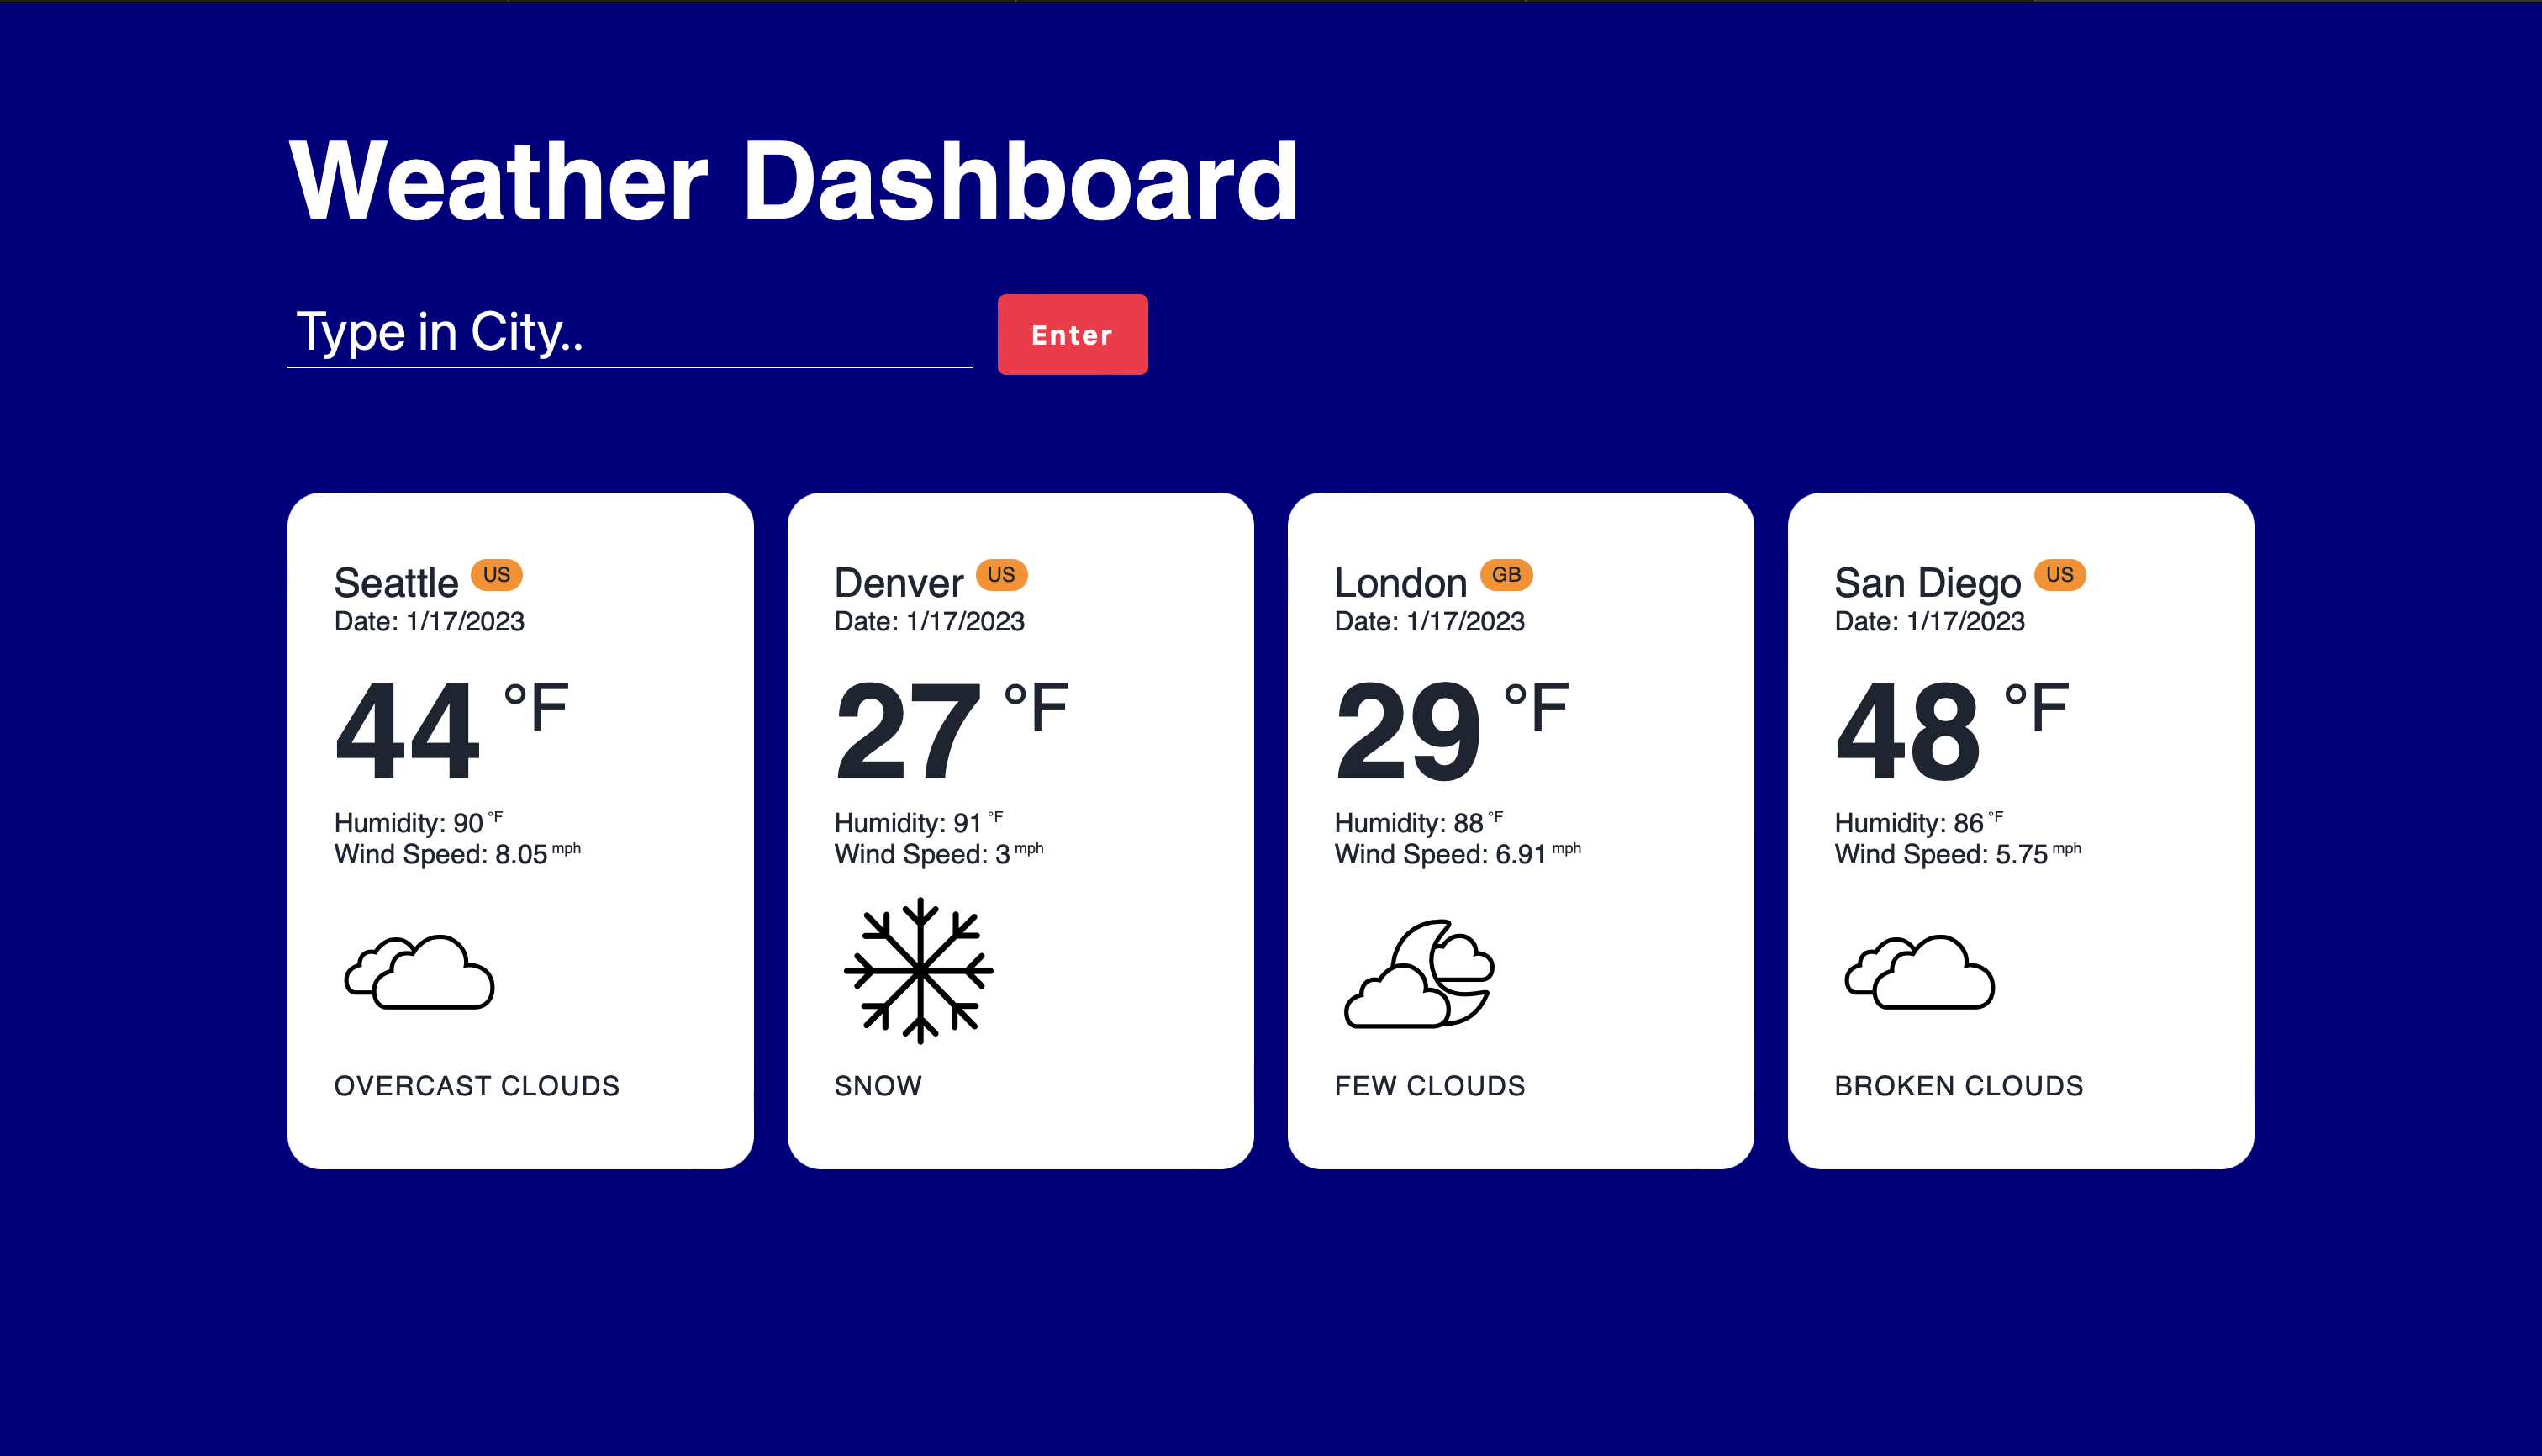 Weather Dashboard
Type in City..
Enter
Seattle US
Date: 1/17/2023
44 °F
Humidity: 90 °F
Wind Speed: 8.05 mph
OVERCAST CLOUDS
Denver US
Date: 1/17/2023
27 °F
Humidity: 91 °F
Wind Speed: 3 mph
SNOW
London GB
Date: 1/17/2023
29 °F
Humidity: 88 °F
Wind Speed: 6.91 mph
FEW CLOUDS
San Diego US
Date: 1/17/2023
48 °F
Humidity: 86 °F
Wind Speed: 5.75 mph
BROKEN CLOUDS